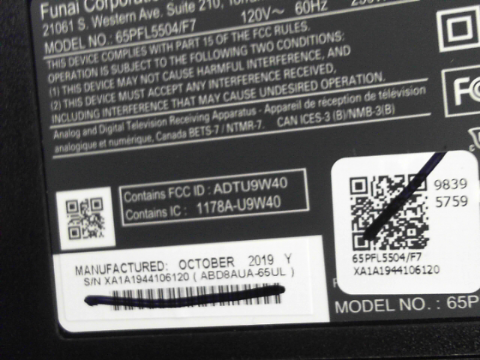 Funai Corporation
21061 S. Western Ave. Suite 210,
120V~ 60Hz
MODEL NO.: 65PFL5504/F7
THIS DEVICE COMPLIES WITH PART 15 OF THE FCC RULES.
OPERATION IS SUBJECT TO THE FOLLOWING TWO CONDITIONS:
(1) THIS DEVICE MAY NOT CAUSE HARMFUL INTERFERENCE, AND
(2) THIS DEVICE MUST ACCEPT ANY INTERFERENCE RECEIVED,
INCLUDING INTERFERENCE THAT MAY CAUSE UNDESIRED OPERATION.
Analog and Digital Television Receiving Apparatus - Appareil de réception de télévision
analogique et numérique, Canada BETS-7 / NTMR-7. CAN ICES-3 (B)/NMB-3(B)
FC
Contains FCC ID : ADTU9W40
Contains IC : 1178A-U9W40
9839
5759
65PFL5504/F7
XA1A1944106120
MANUFACTURED: OCTOBER 2019 Y
S/N XA1A1944106120 ( ABD8AUA-65UL )
MODEL NO. : 65P